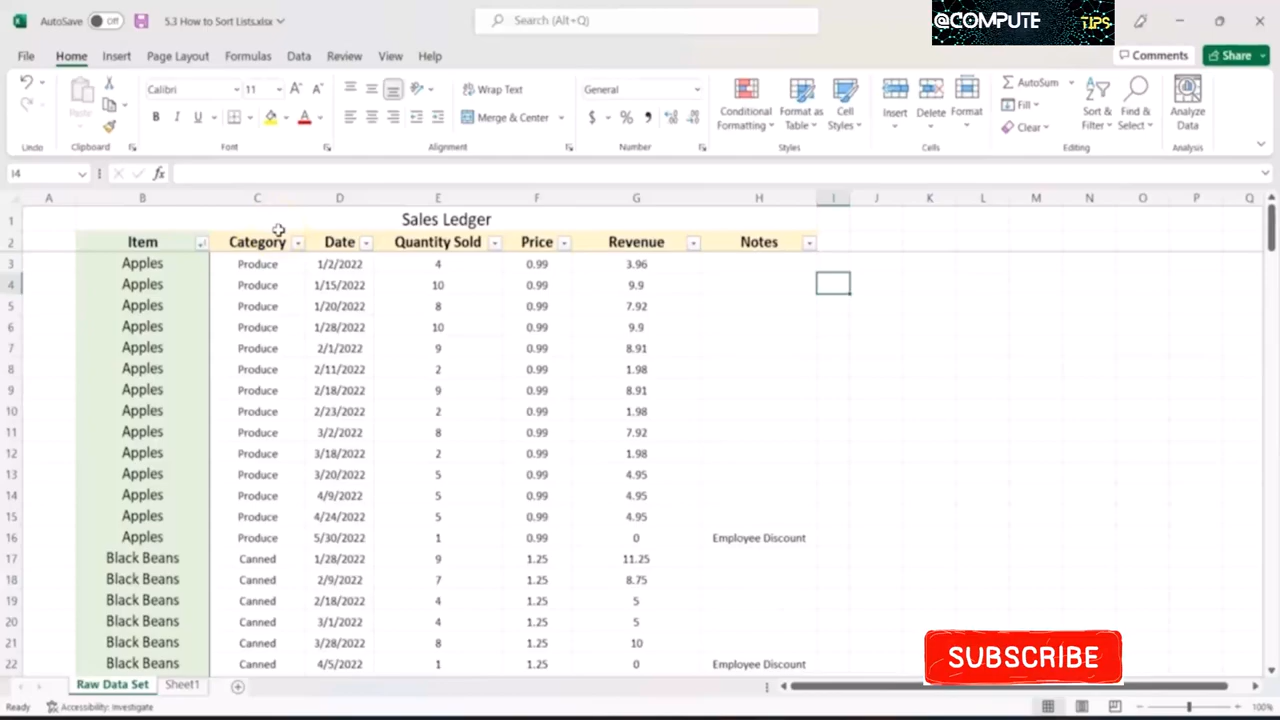 AutoSave Off 5.3 How to Sort Lists.xlsx Search (Alt+Q) @COMPUTE TIPS
File Home Insert Page Layout Formulas Data Review View Help Comments Share
Calibri 11 Wrap Text General AutoSum
Paste B I U Merge & Center $ % Conditional Formatting Format as Table Cell Styles Insert Delete Format Fill Sort & Filter Find & Select Analyze Data
Clear
Undo Clipboard Font Alignment Number Styles Cells Editing Analysis
I4 fx
A B C D E F G H I J K L M N O P Q
1 Sales Ledger
2 Item Category Date Quantity Sold Price Revenue Notes
3 Apples Produce 1/2/2022 4 0.99 3.96
4 Apples Produce 1/15/2022 10 0.99 9.9
5 Apples Produce 1/20/2022 8 0.99 7.92
6 Apples Produce 1/28/2022 10 0.99 9.9
7 Apples Produce 2/1/2022 9 0.99 8.91
8 Apples Produce 2/11/2022 2 0.99 1.98
9 Apples Produce 2/18/2022 9 0.99 8.91
10 Apples Produce 2/23/2022 2 0.99 1.98
11 Apples Produce 3/2/2022 8 0.99 7.92
12 Apples Produce 3/18/2022 2 0.99 1.98
13 Apples Produce 3/20/2022 5 0.99 4.95
14 Apples Produce 4/9/2022 5 0.99 4.95
15 Apples Produce 4/24/2022 5 0.99 4.95
16 Apples Produce 5/30/2022 1 0.99 0 Employee Discount
17 Black Beans Canned 1/28/2022 9 1.25 11.25
18 Black Beans Canned 2/9/2022 7 1.25 8.75
19 Black Beans Canned 2/18/2022 4 1.25 5
20 Black Beans Canned 3/1/2022 4 1.25 5
21 Black Beans Canned 3/28/2022 8 1.25 10
22 Black Beans Canned 4/5/2022 1 1.25 0 Employee Discount
SUBSCRIBE
Raw Data Set Sheet1
Ready Accessibility: Investigate 100%